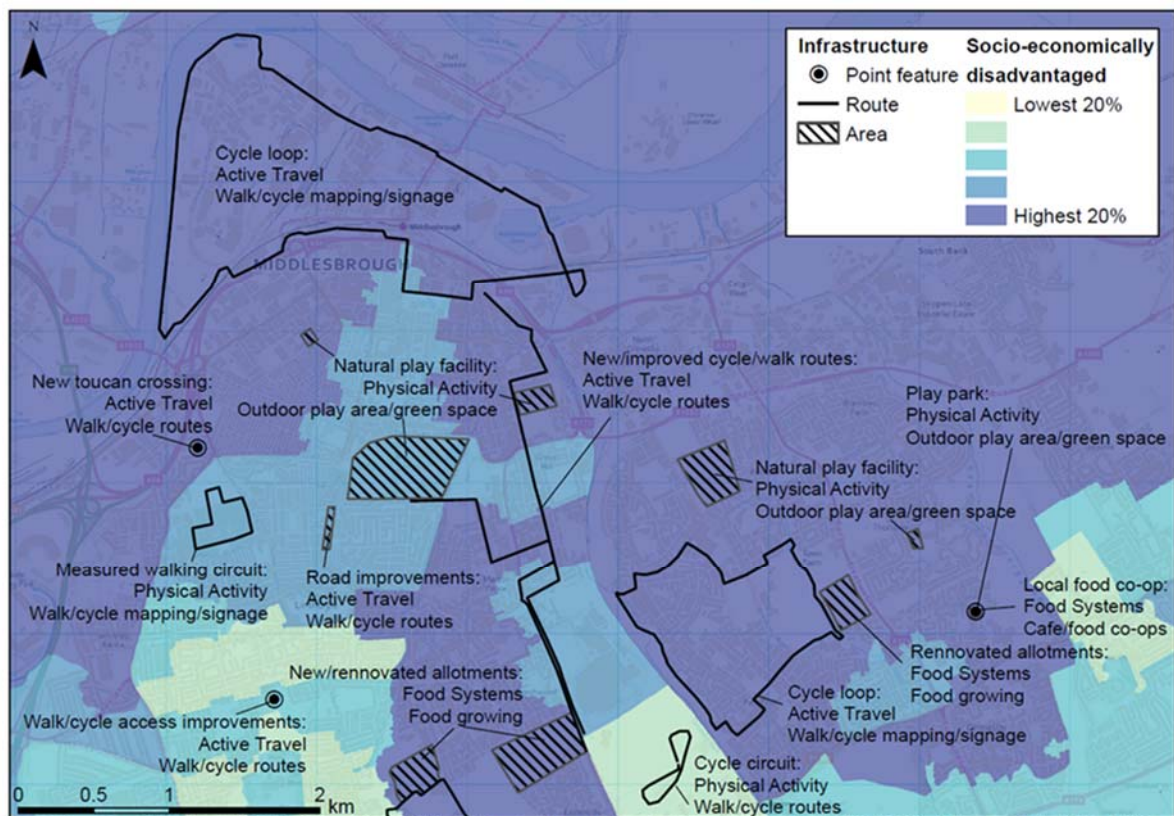 N
Infrastructure
Point feature
Route
Area
Socio-economically
disadvantaged
Lowest 20%
Highest 20%
Cycle loop:
Active Travel
Walk/cycle mapping/signage
Middlesbrough
MIDDLESBROUGH
South Bank
Natural play facility:
Physical Activity
Outdoor play area/green space
New/improved cycle/walk routes:
Active Travel
Walk/cycle routes
New toucan crossing:
Active Travel
Walk/cycle routes
Play park:
Physical Activity
Outdoor play area/green space
Natural play facility:
Physical Activity
Outdoor play area/green space
Measured walking circuit:
Physical Activity
Walk/cycle mapping/signage
Road improvements:
Active Travel
Walk/cycle routes
Local food co-op:
Food Systems
Cafe/food co-ops
New/rennovated allotments:
Food Systems
Food growing
Rennovated allotments:
Food Systems
Food growing
Walk/cycle access improvements:
Active Travel
Walk/cycle routes
Cycle loop:
Active Travel
Walk/cycle mapping/signage
Cycle circuit:
Physical Activity
Walk/cycle routes
0 0.5 1 2
km